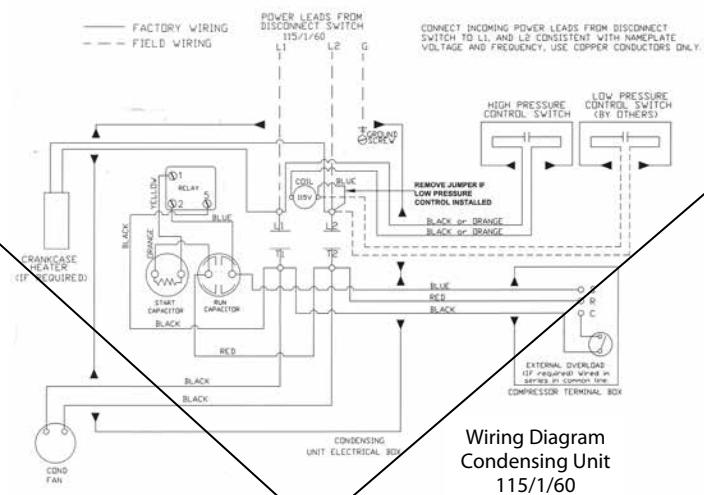 FACTORY WIRING
FIELD WIRING
POWER LEADS FROM
DISCONNECT SWITCH
115/1/60
L1
L2
G
CONNECT INCOMING POWER LEADS FROM DISCONNECT
SWITCH TO L1, AND L2 CONSISTENT WITH NAMEPLATE
VOLTAGE AND FREQUENCY, USE COPPER CONDUCTORS ONLY.
HIGH PRESSURE
CONTROL SWITCH
LOW PRESSURE
CONTROL SWITCH
(BY OTHERS)
GROUND
SCREW
YELLOW
1
RELAY
2
5
BLUE
COIL
115V
BLUE
REMOVE JUMPER IF
LOW PRESSURE
CONTROL INSTALLED
BLACK or ORANGE
BLACK or ORANGE
BLACK
ORANGE
L1
L2
T1
T2
CRANKCASE
HEATER
(IF REQUIRED)
START
CAPACITOR
RUN
CAPACITOR
BLUE
RED
BLACK
S
R
C
BLACK
RED
EXTERNAL OVERLOAD
(IF required) Wired in
series in common line.
COMPRESSOR TERMINAL BOX
BLACK
BLACK
COND
FAN
CONDENSING
UNIT ELECTRICAL BOX
Wiring Diagram
Condensing Unit
115/1/60